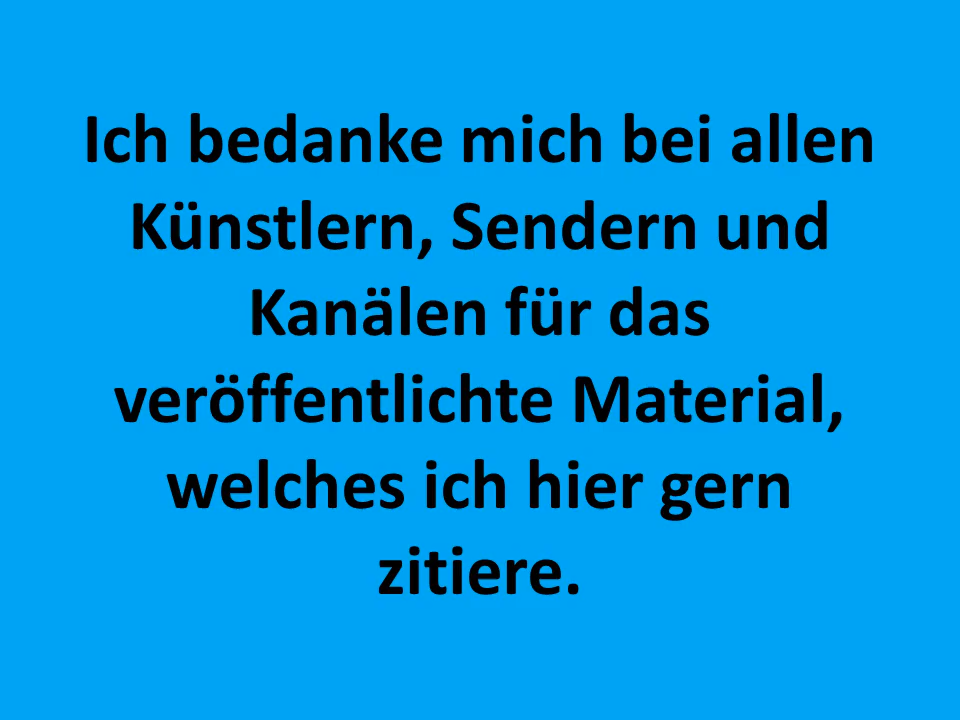 Ich bedanke mich bei allen
Künstlern, Sendern und
Kanälen für das
veröffentlichte Material,
welches ich hier gern
zitiere.